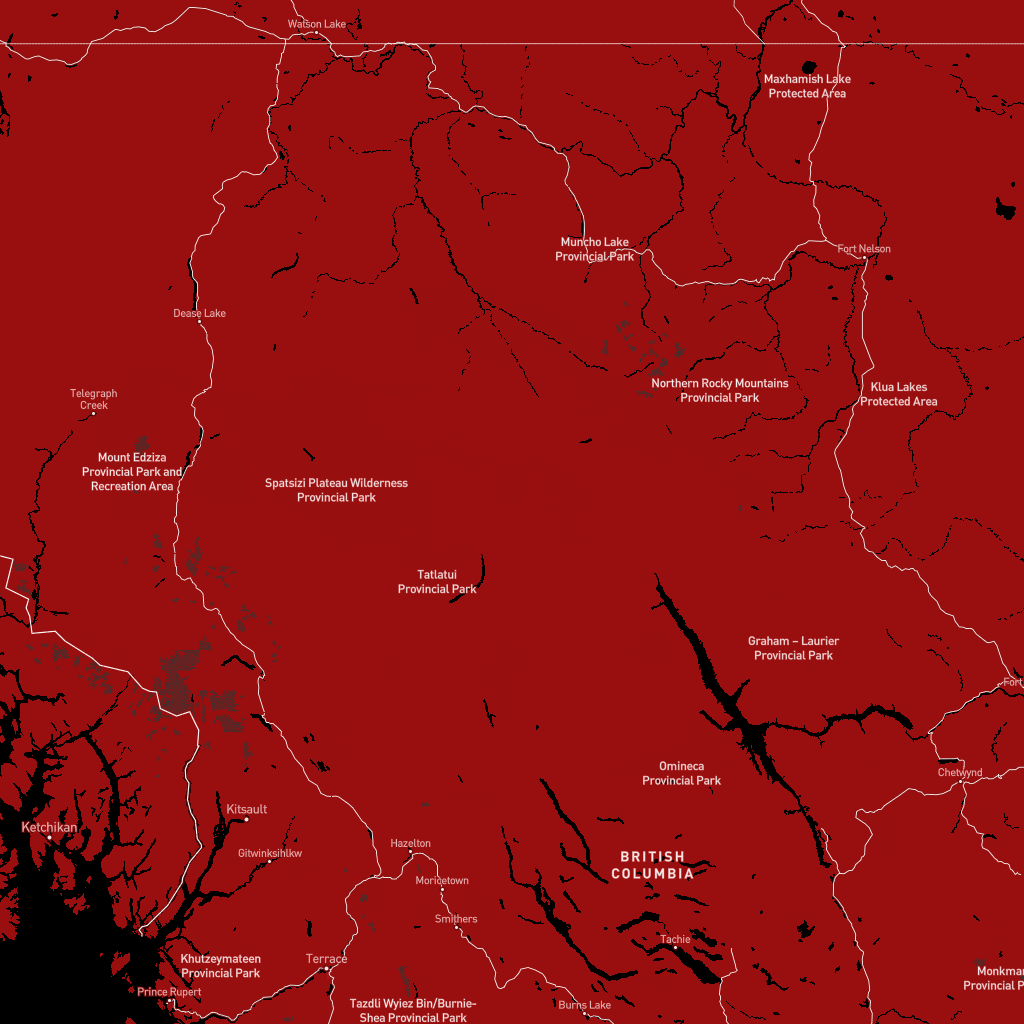 Watson Lake
Maxhamish Lake
Protected Area
Muncho Lake
Provincial Park
Fort Nelson
Dease Lake
Northern Rocky Mountains
Provincial Park
Klua Lakes
Protected Area
Telegraph
Creek
Mount Edziza
Provincial Park and
Recreation Area
Spatsizi Plateau Wilderness
Provincial Park
Tatlatui
Provincial Park
Graham – Laurier
Provincial Park
Fort
Omineca
Provincial Park
Chetwynd
Kitsault
Ketchikan
Gitwinksihlkw
Hazelton
BRITISH
COLUMBIA
Moricetown
Smithers
Tachie
Khutzeymateen
Provincial Park
Terrace
Monkman
Provincial P
Prince Rupert
Tazdli Wyiez Bin/Burnie-
Shea Provincial Park
Burns Lake